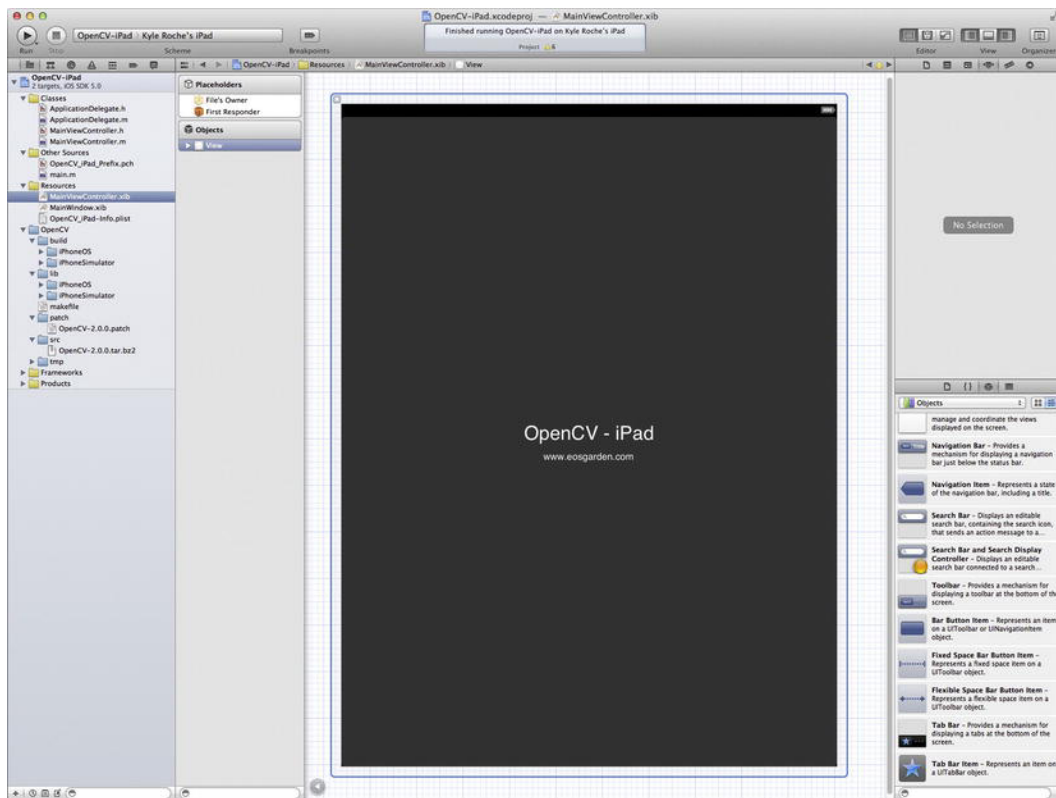 OpenCV-iPad.xcodeproj — MainViewController.xib
OpenCV-iPad Kyle Roche's iPad
Finished running OpenCV-iPad on Kyle Roche's iPad
Project 6
Run Stop Scheme Breakpoints
Editor View Organizer
OpenCV-iPad Resources MainViewController.xib View
OpenCV-iPad
2 targets, iOS SDK 5.0
Classes
ApplicationDelegate.h
ApplicationDelegate.m
MainViewController.h
MainViewController.m
Other Sources
OpenCV_iPad_Prefix.pch
main.m
Resources
MainViewController.xib
MainWindow.xib
OpenCV_iPad-Info.plist
OpenCV
build
iPhoneOS
iPhoneSimulator
lib
iPhoneOS
iPhoneSimulator
makefile
patch
OpenCV-2.0.0.patch
src
OpenCV-2.0.0.tar.bz2
tmp
Frameworks
Products
Placeholders
File's Owner
First Responder
Objects
View
OpenCV - iPad
www.eosgarden.com
No Selection
Objects
manage and coordinate the views
displayed on the screen.
Navigation Bar - Provides a
mechanism for displaying a navigation
bar just below the status bar.
Navigation Item - Represents a state
of the navigation bar, including a title.
Search Bar - Displays an editable
search bar, containing the search icon,
that sends an action message to a...
Search Bar and Search Display
Controller - Displays an editable
search bar connected to a search...
Toolbar - Provides a mechanism for
displaying a toolbar at the bottom of the
screen.
Bar Button Item - Represents an item
on a UIToolbar or UINavigationItem
object.
Fixed Space Bar Button Item -
Represents a fixed space item on a
UIToolbar object.
Flexible Space Bar Button Item -
Represents a flexible space item on a
UIToolbar object.
Tab Bar - Provides a mechanism for
displaying a tabs at the bottom of the
screen.
Tab Bar Item - Represents an item on
a UITabBar object.